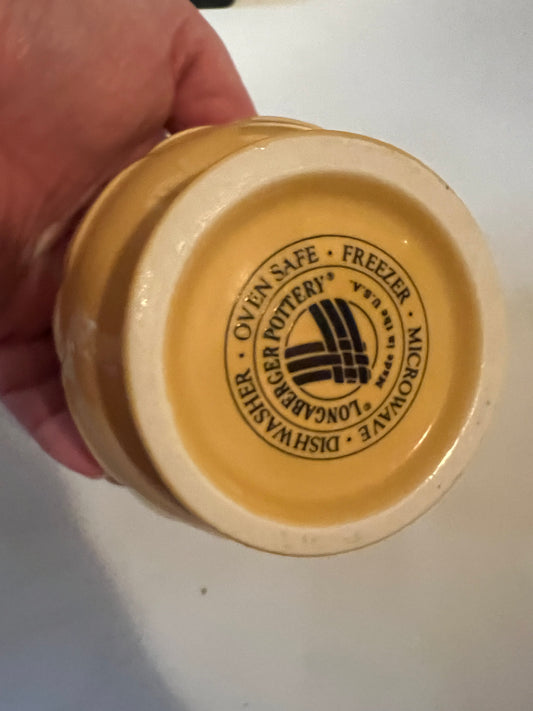 OVEN SAFE · FREEZER · MICROWAVE · DISHWASHER ·
©LONGABERGER POTTERY®
Made in the U.S.A.